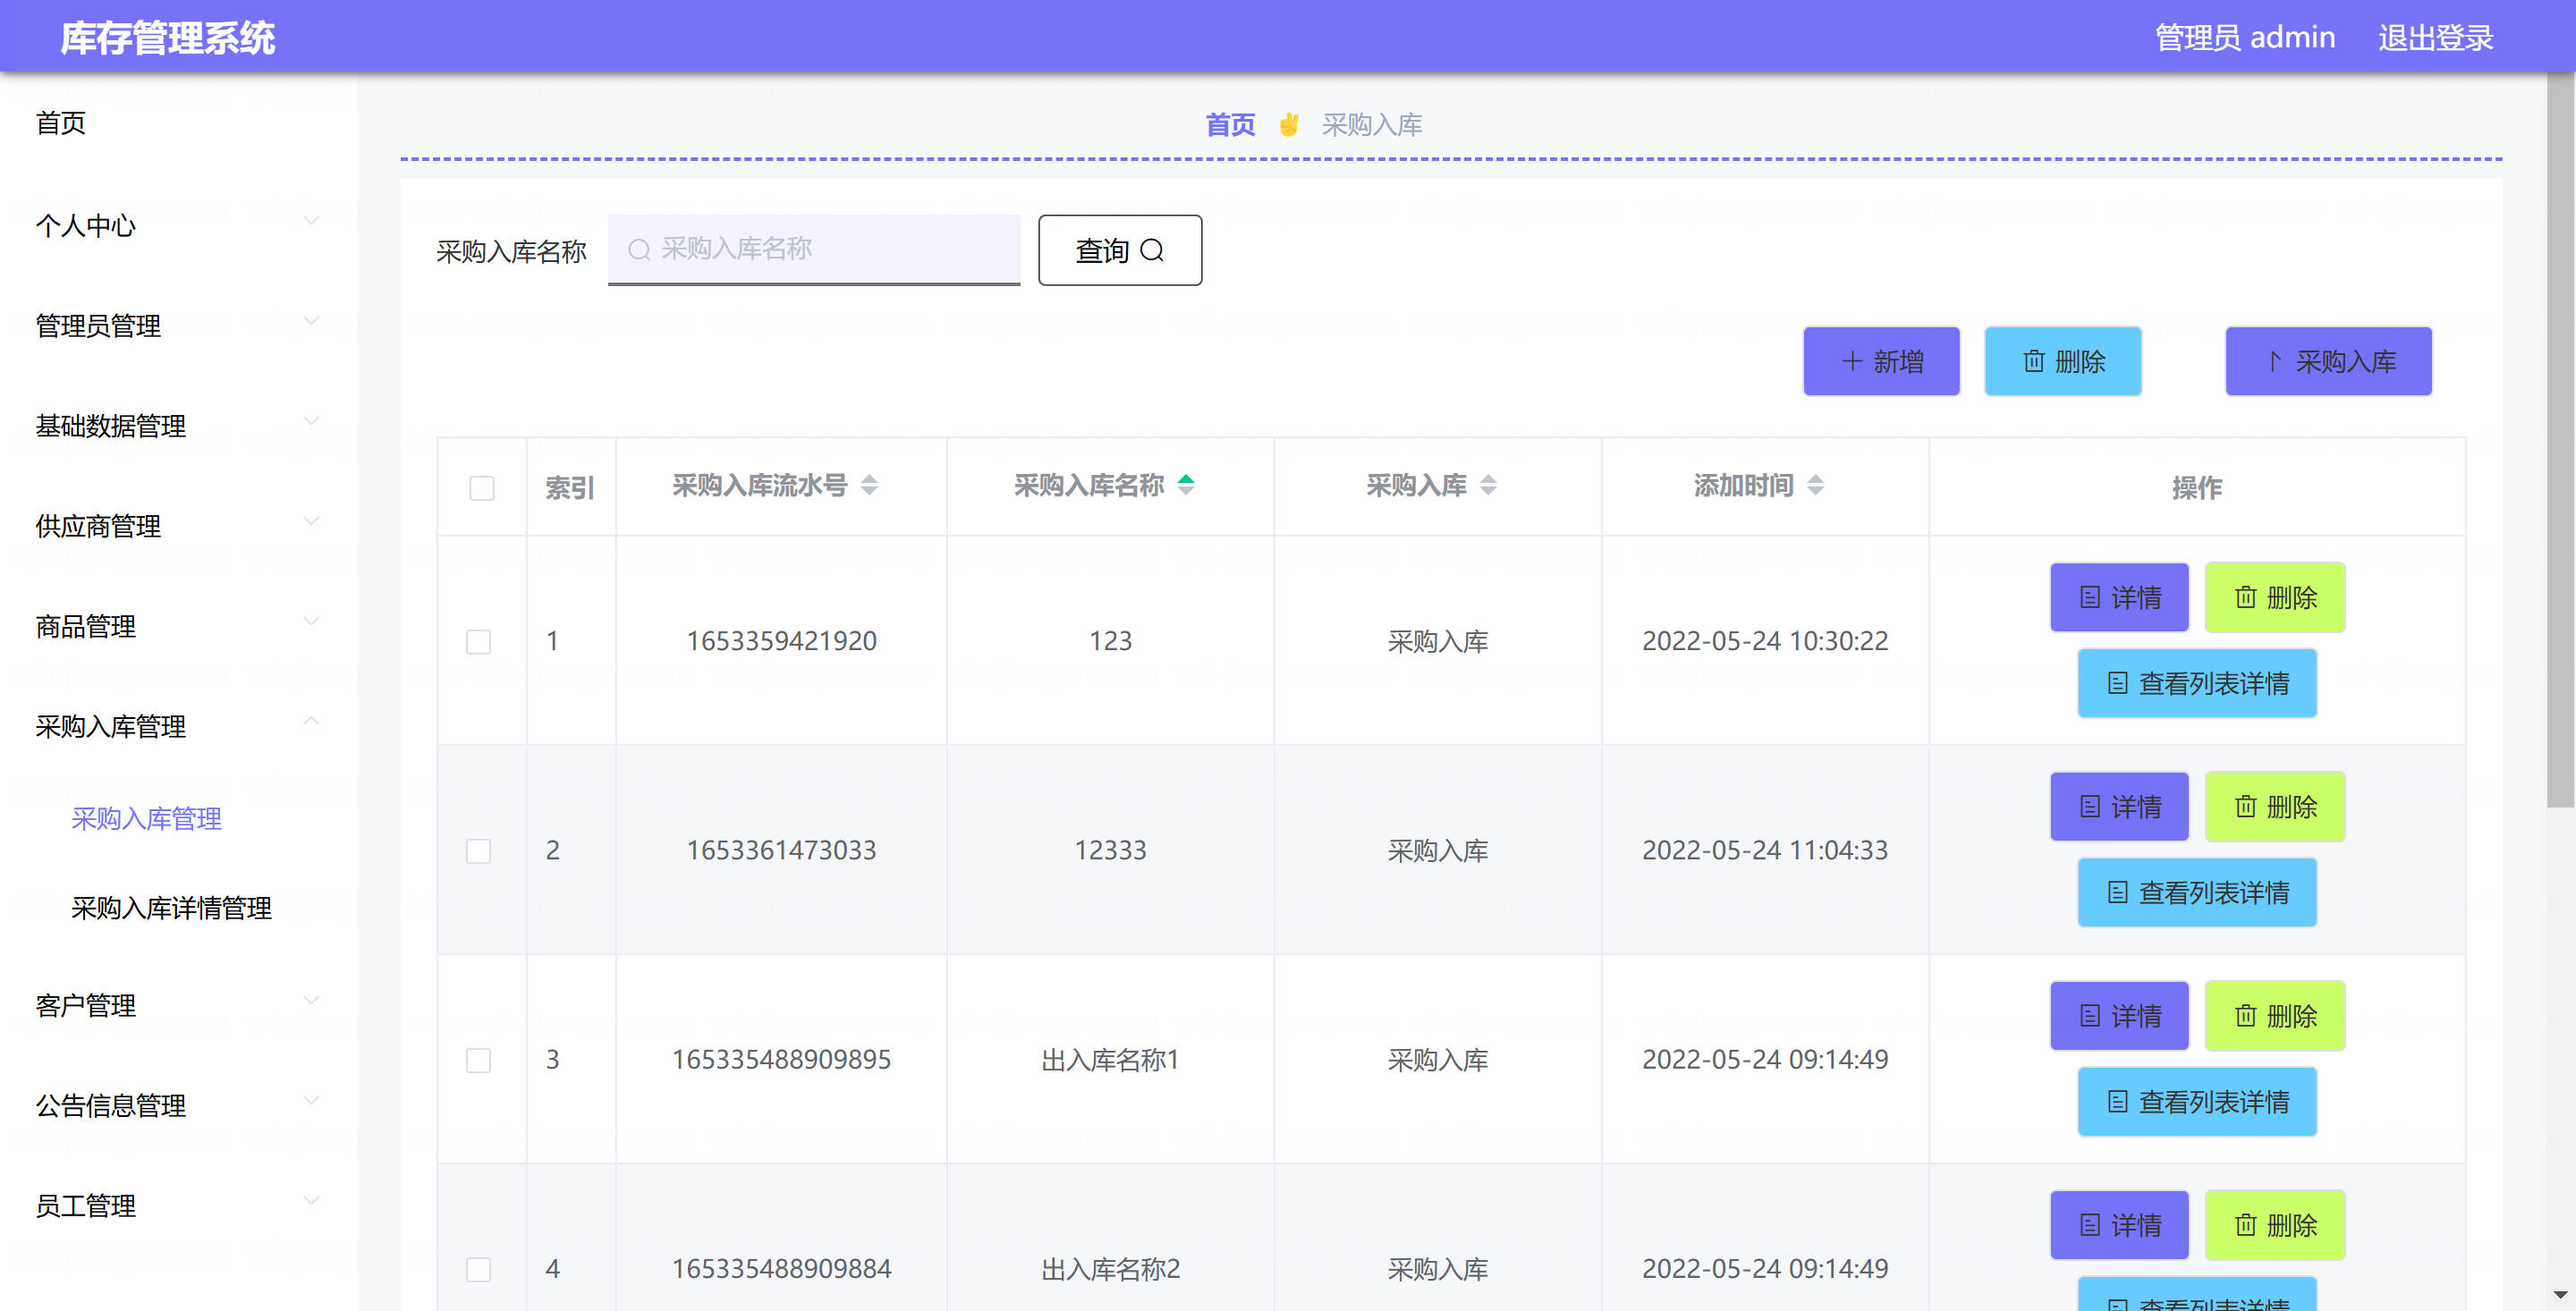 库存管理系统
管理员 admin 退出登录
首页
个人中心
管理员管理
基础数据管理
供应商管理
商品管理
采购入库管理
采购入库管理
采购入库详情管理
客户管理
公告信息管理
员工管理
首页 采购入库
采购入库名称 采购入库名称 查询
新增 删除 采购入库
索引 采购入库流水号 采购入库名称 采购入库 添加时间 操作
1 1653359421920 123 采购入库 2022-05-24 10:30:22 详情 删除
查看列表详情
2 1653361473033 12333 采购入库 2022-05-24 11:04:33 详情 删除
查看列表详情
3 165335488909895 出入库名称1 采购入库 2022-05-24 09:14:49 详情 删除
查看列表详情
4 165335488909884 出入库名称2 采购入库 2022-05-24 09:14:49 详情 删除
查看列表详情